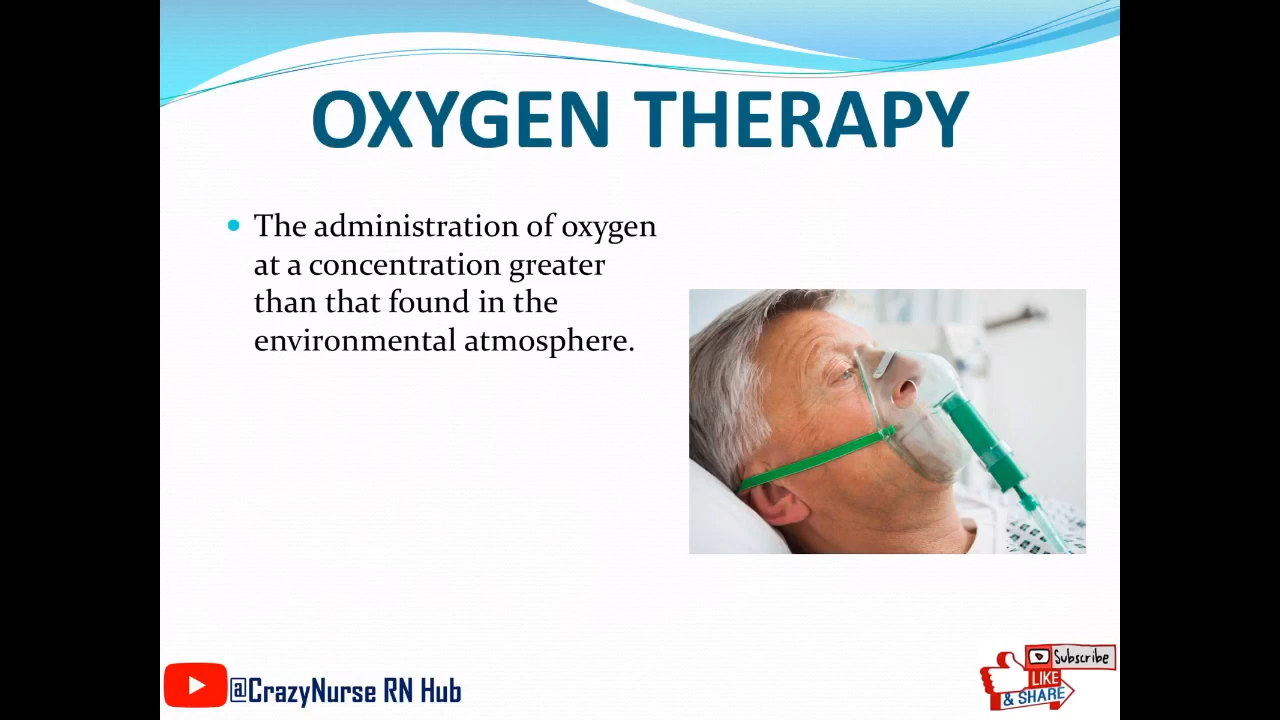 OXYGEN THERAPY
The administration of oxygen
at a concentration greater
than that found in the
environmental atmosphere.
@CrazyNurse RN Hub
Subscribe
LIKE
& SHARE